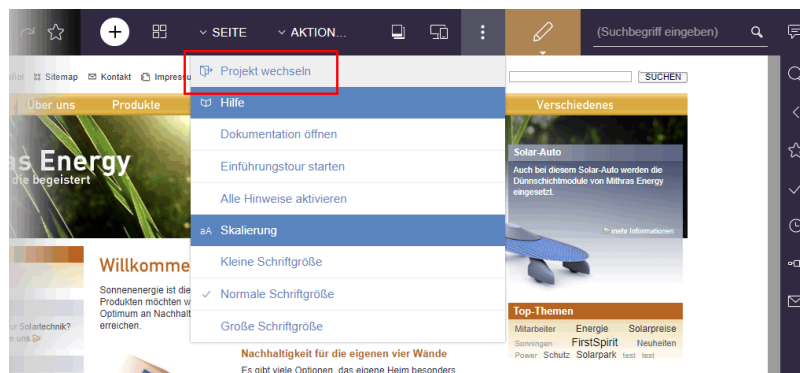 SEITE
AKTION...
(Suchbegriff eingeben)
Sitemap
Kontakt
Impressu
SUCHEN
Über uns
Produkte
Verschiedenes
Projekt wechseln
Hilfe
Dokumentation öffnen
Einführungstour starten
Alle Hinweise aktivieren
aA Skalierung
Kleine Schriftgröße
Normale Schriftgröße
Große Schriftgröße
as Energy
die begeistert
Solar-Auto
Auch bei diesem Solar-Auto werden die
Dünnschichtmodule von Mithras Energy
eingesetzt.
mehr Informationen
Willkomme
Sonnenenergie ist die
Produkten möchten w
Optimum an Nachhalt
erreichen.
ur Solartechnik?
e uns.
Top-Themen
Mitarbeiter Energie Solarpreise
Sonningen FirstSpirit Neuheiten
Power Schutz Solarpark test test
Nachhaltigkeit für die eigenen vier Wände
Es gibt viele Optionen, das eigene Heim besonders